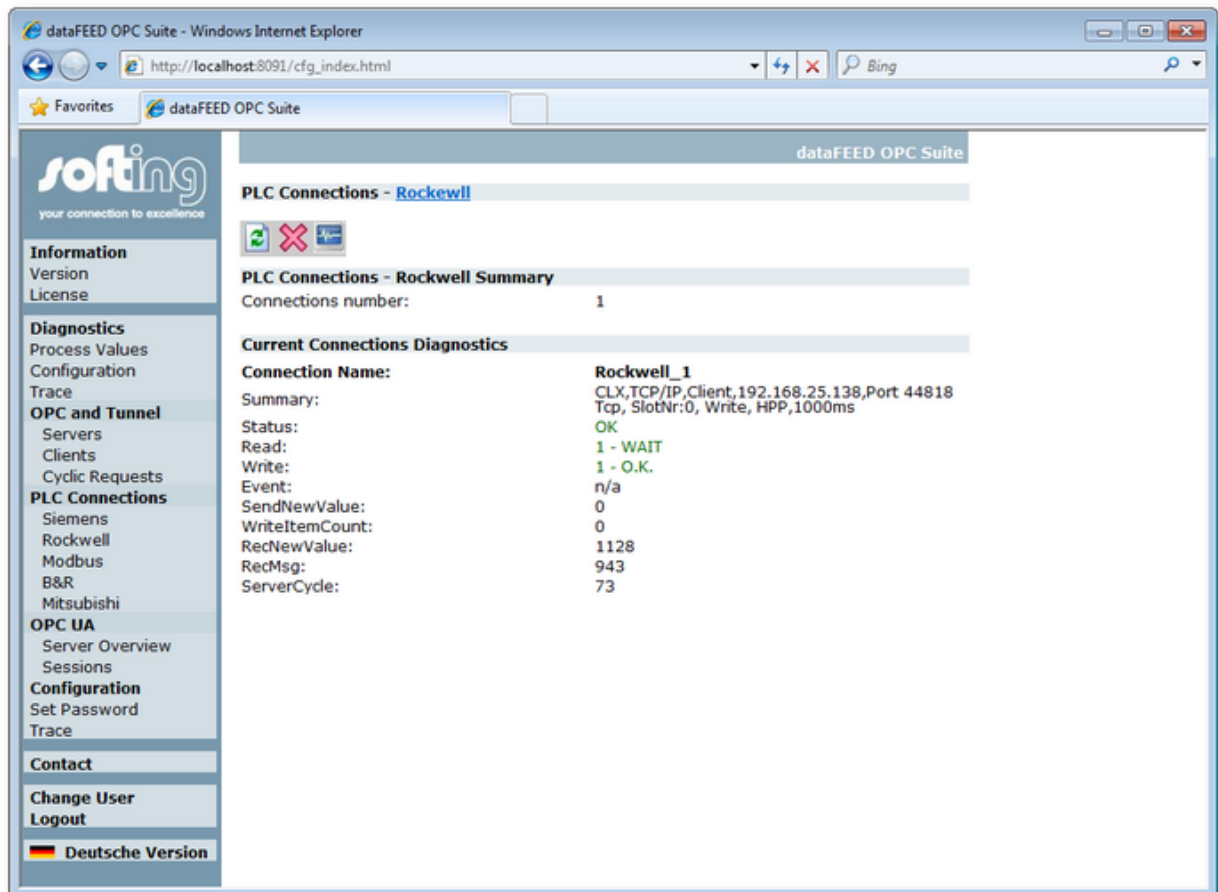 dataFEED OPC Suite - Windows Internet Explorer
http://localhost:8091/cfg_index.html
Bing
Favorites
dataFEED OPC Suite
softing
your connection to excellence
Information
Version
License
Diagnostics
Process Values
Configuration
Trace
OPC and Tunnel
Servers
Clients
Cyclic Requests
PLC Connections
Siemens
Rockwell
Modbus
B&R
Mitsubishi
OPC UA
Server Overview
Sessions
Configuration
Set Password
Trace
Contact
Change User
Logout
Deutsche Version
dataFEED OPC Suite
PLC Connections - Rockewll
PLC Connections - Rockwell Summary
Connections number: 1
Current Connections Diagnostics
Connection Name: Rockwell_1
Summary: CLX,TCP/IP,Client,192.168.25.138,Port 44818
Tcp, SlotNr:0, Write, HPP,1000ms
Status: OK
Read: 1 - WAIT
Write: 1 - O.K.
Event: n/a
SendNewValue: 0
WriteItemCount: 0
RecNewValue: 1128
RecMsg: 943
ServerCycle: 73